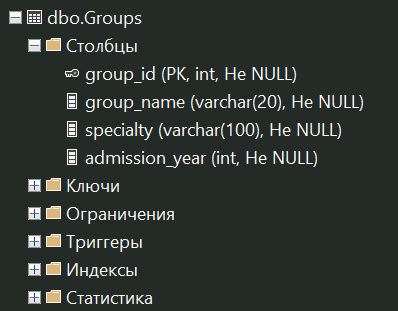 dbo.Groups
Столбцы
group_id (PK, int, Не NULL)
group_name (varchar(20), Не NULL)
specialty (varchar(100), Не NULL)
admission_year (int, Не NULL)
Ключи
Ограничения
Триггеры
Индексы
Статистика